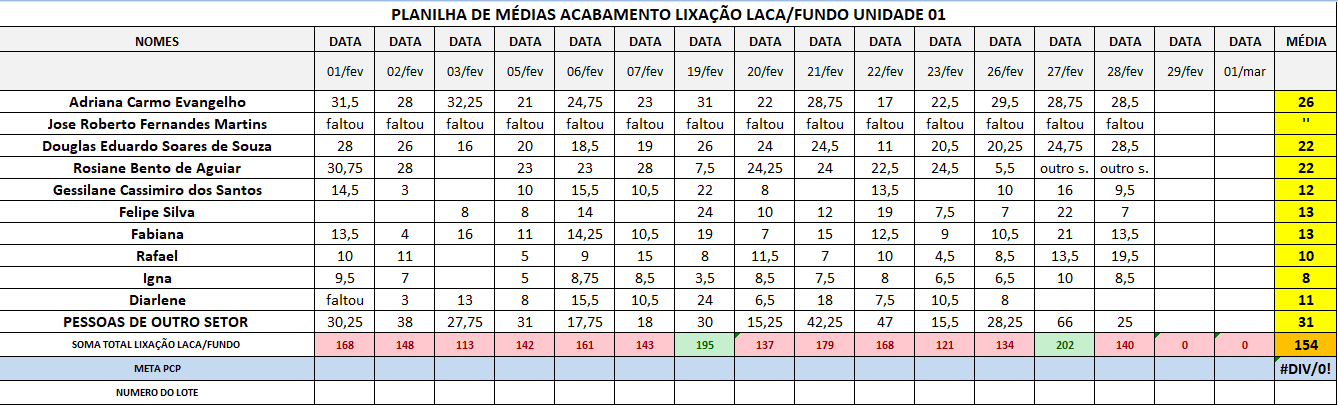 PLANILHA DE MÉDIAS ACABAMENTO LIXAÇÃO LACA/FUNDO UNIDADE 01
NOMES DATA DATA DATA DATA DATA DATA DATA DATA DATA DATA DATA DATA DATA DATA DATA DATA MÉDIA
01/fev 02/fev 03/fev 05/fev 06/fev 07/fev 19/fev 20/fev 21/fev 22/fev 23/fev 26/fev 27/fev 28/fev 29/fev 01/mar
Adriana Carmo Evangelho 31,5 28 32,25 21 24,75 23 31 22 28,75 17 22,5 29,5 28,75 28,5 26
Jose Roberto Fernandes Martins faltou faltou faltou faltou faltou faltou faltou faltou faltou faltou faltou faltou faltou faltou ''
Douglas Eduardo Soares de Souza 28 26 16 20 18,5 19 26 24 24,5 11 20,5 20,25 24,75 28,5 22
Rosiane Bento de Aguiar 30,75 28 23 23 28 7,5 24,25 24 22,5 24,5 5,5 outro s. outro s. 22
Gessilane Cassimiro dos Santos 14,5 3 10 15,5 10,5 22 8 13,5 10 16 9,5 12
Felipe Silva 8 8 14 24 10 12 19 7,5 7 22 7 13
Fabiana 13,5 4 16 11 14,25 10,5 19 7 15 12,5 9 10,5 21 13,5 13
Rafael 10 11 5 9 15 8 11,5 7 10 4,5 8,5 13,5 19,5 10
Igna 9,5 7 5 8,75 8,5 3,5 8,5 7,5 8 6,5 6,5 10 8,5 8
Diarlene faltou 3 13 8 15,5 10,5 24 6,5 18 7,5 10,5 8 11
PESSOAS DE OUTRO SETOR 30,25 38 27,75 31 17,75 18 30 15,25 42,25 47 15,5 28,25 66 25 31
SOMA TOTAL LIXAÇÃO LACA/FUNDO 168 148 113 142 161 143 195 137 179 168 121 134 202 140 0 0 154
META PCP #DIV/0!
NUMERO DO LOTE